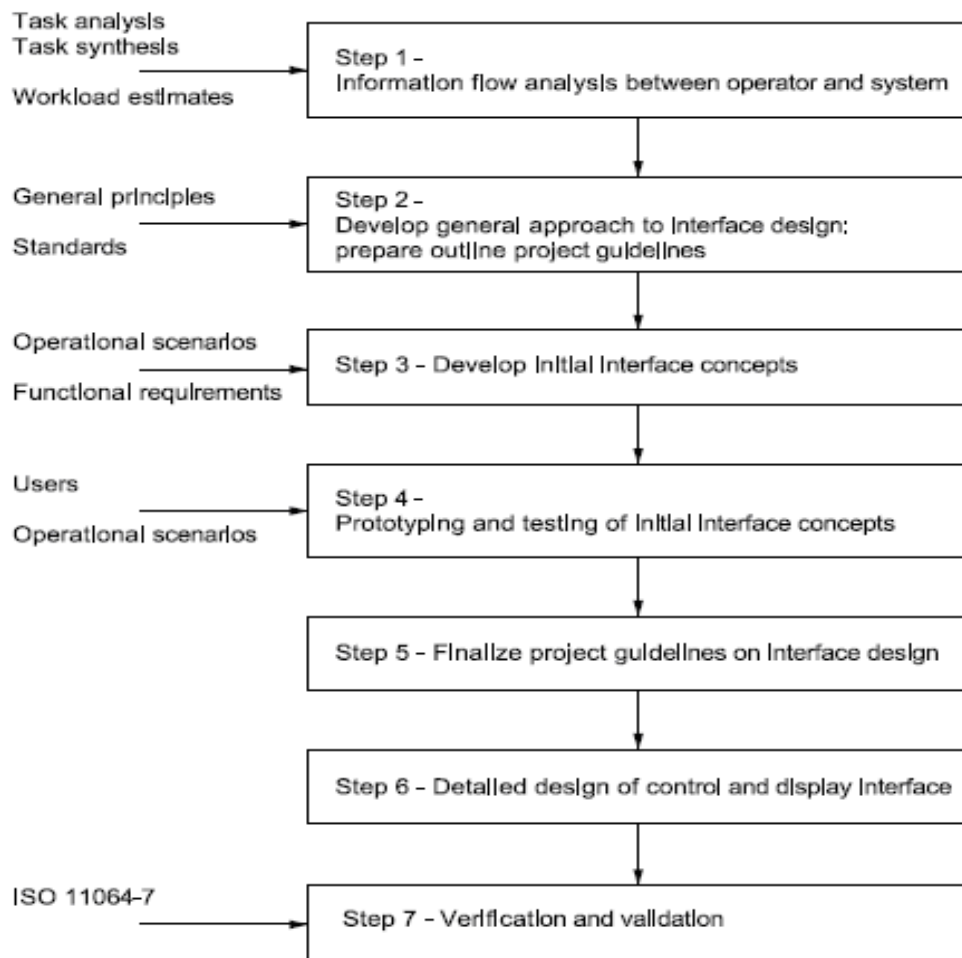 Task analysis
Task synthesis
Workload estimates
Step 1 –
Information flow analysis between operator and system
General principles
Standards
Step 2 –
Develop general approach to interface design;
prepare outline project guidelines
Operational scenarios
Functional requirements
Step 3 – Develop initial interface concepts
Users
Operational scenarios
Step 4 –
Prototyping and testing of initial interface concepts
Step 5 – Finalize project guidelines on interface design
Step 6 – Detailed design of control and display interface
ISO 11064-7
Step 7 – Verification and validation